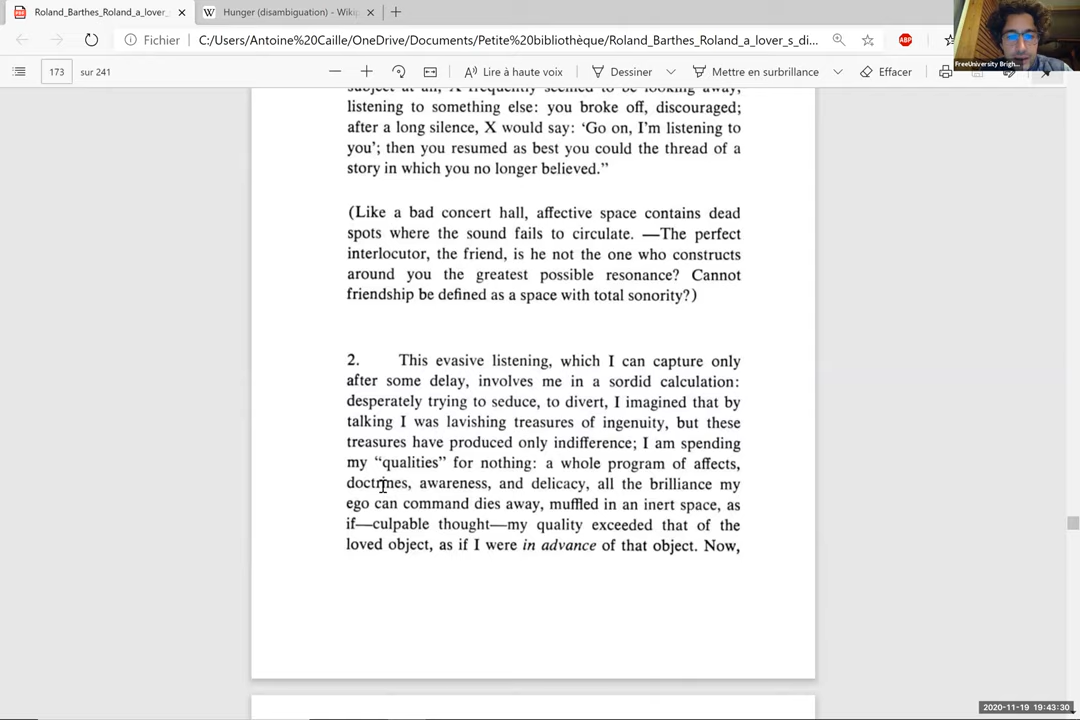 Roland_Barthes_Roland_a_lover_
Hunger (disambiguation) - Wikip
Fichier
C:/Users/Antoine%20Caille/OneDrive/Documents/Petite%20bibliothèque/Roland_Barthes_Roland_a_lover_s_di...
ABP
FreeUniversity Brigh...
173 sur 241
Lire à haute voix
Dessiner
Mettre en surbrillance
Effacer
subject at all, X frequently seemed to be looking away,
listening to something else: you broke off, discouraged;
after a long silence, X would say: ‘Go on, I’m listening to
you’; then you resumed as best you could the thread of a
story in which you no longer believed.”
(Like a bad concert hall, affective space contains dead
spots where the sound fails to circulate. —The perfect
interlocutor, the friend, is he not the one who constructs
around you the greatest possible resonance? Cannot
friendship be defined as a space with total sonority?)
2. This evasive listening, which I can capture only
after some delay, involves me in a sordid calculation:
desperately trying to seduce, to divert, I imagined that by
talking I was lavishing treasures of ingenuity, but these
treasures have produced only indifference; I am spending
my “qualities” for nothing: a whole program of affects,
doctrines, awareness, and delicacy, all the brilliance my
ego can command dies away, muffled in an inert space, as
if—culpable thought—my quality exceeded that of the
loved object, as if I were in advance of that object. Now,
2020-11-19 19:43:30